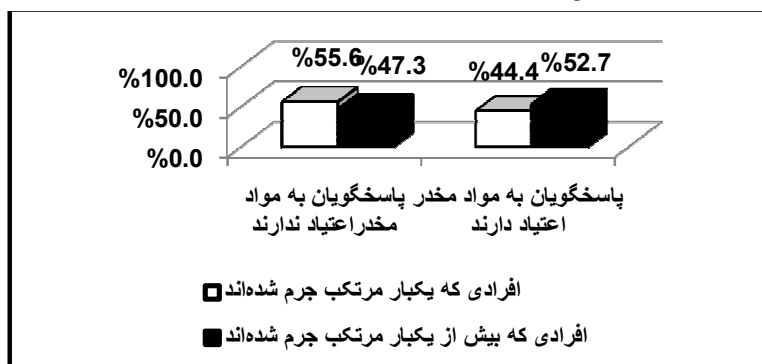 %55.6
%47.3
%44.4
%52.7
%100.0
%50.0
%0.0
پاسخگویان به مواد مخدر
اعتیاد دارند
پاسخگویان به مواد
مخدراعتیاد ندارند
افرادی که یکبار مرتکب جرم شده‌اند
افرادی که بیش از یکبار مرتکب جرم شده‌اند